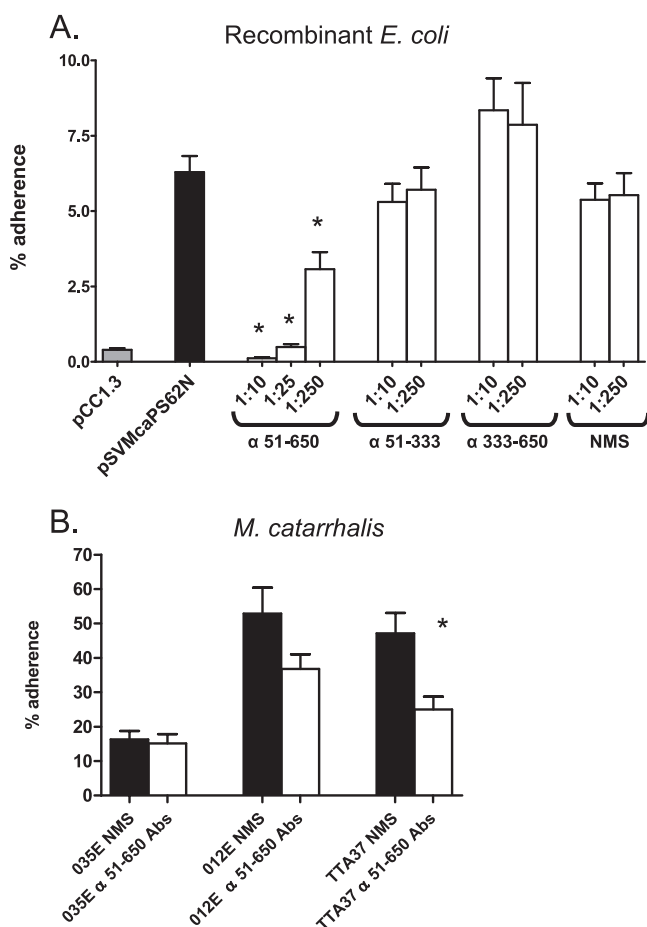 A.
Recombinant E. coli
% adherence
10.0
7.5
5.0
2.5
0.0
*
*
*
pCC1.3
pSVMcaPS62N
1:10
1:25
1:250
1:10
1:250
1:10
1:250
1:10
1:250
α 51-650
α 51-333
α 333-650
NMS
B.
M. catarrhalis
% adherence
70
60
50
40
30
20
10
0
*
035E NMS
035E α 51-650 Abs
012E NMS
012E α 51-650 Abs
TTA37 NMS
TTA37 α 51-650 Abs